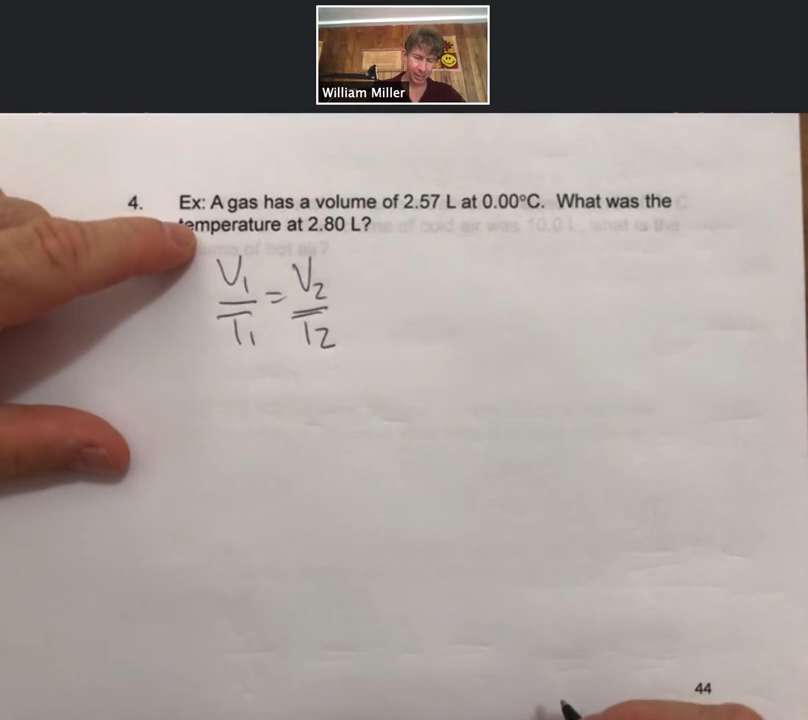 William Miller
4. Ex: A gas has a volume of 2.57 L at 0.00°C. What was the
temperature at 2.80 L?
V₁ = V₂
T₁ T₂
44